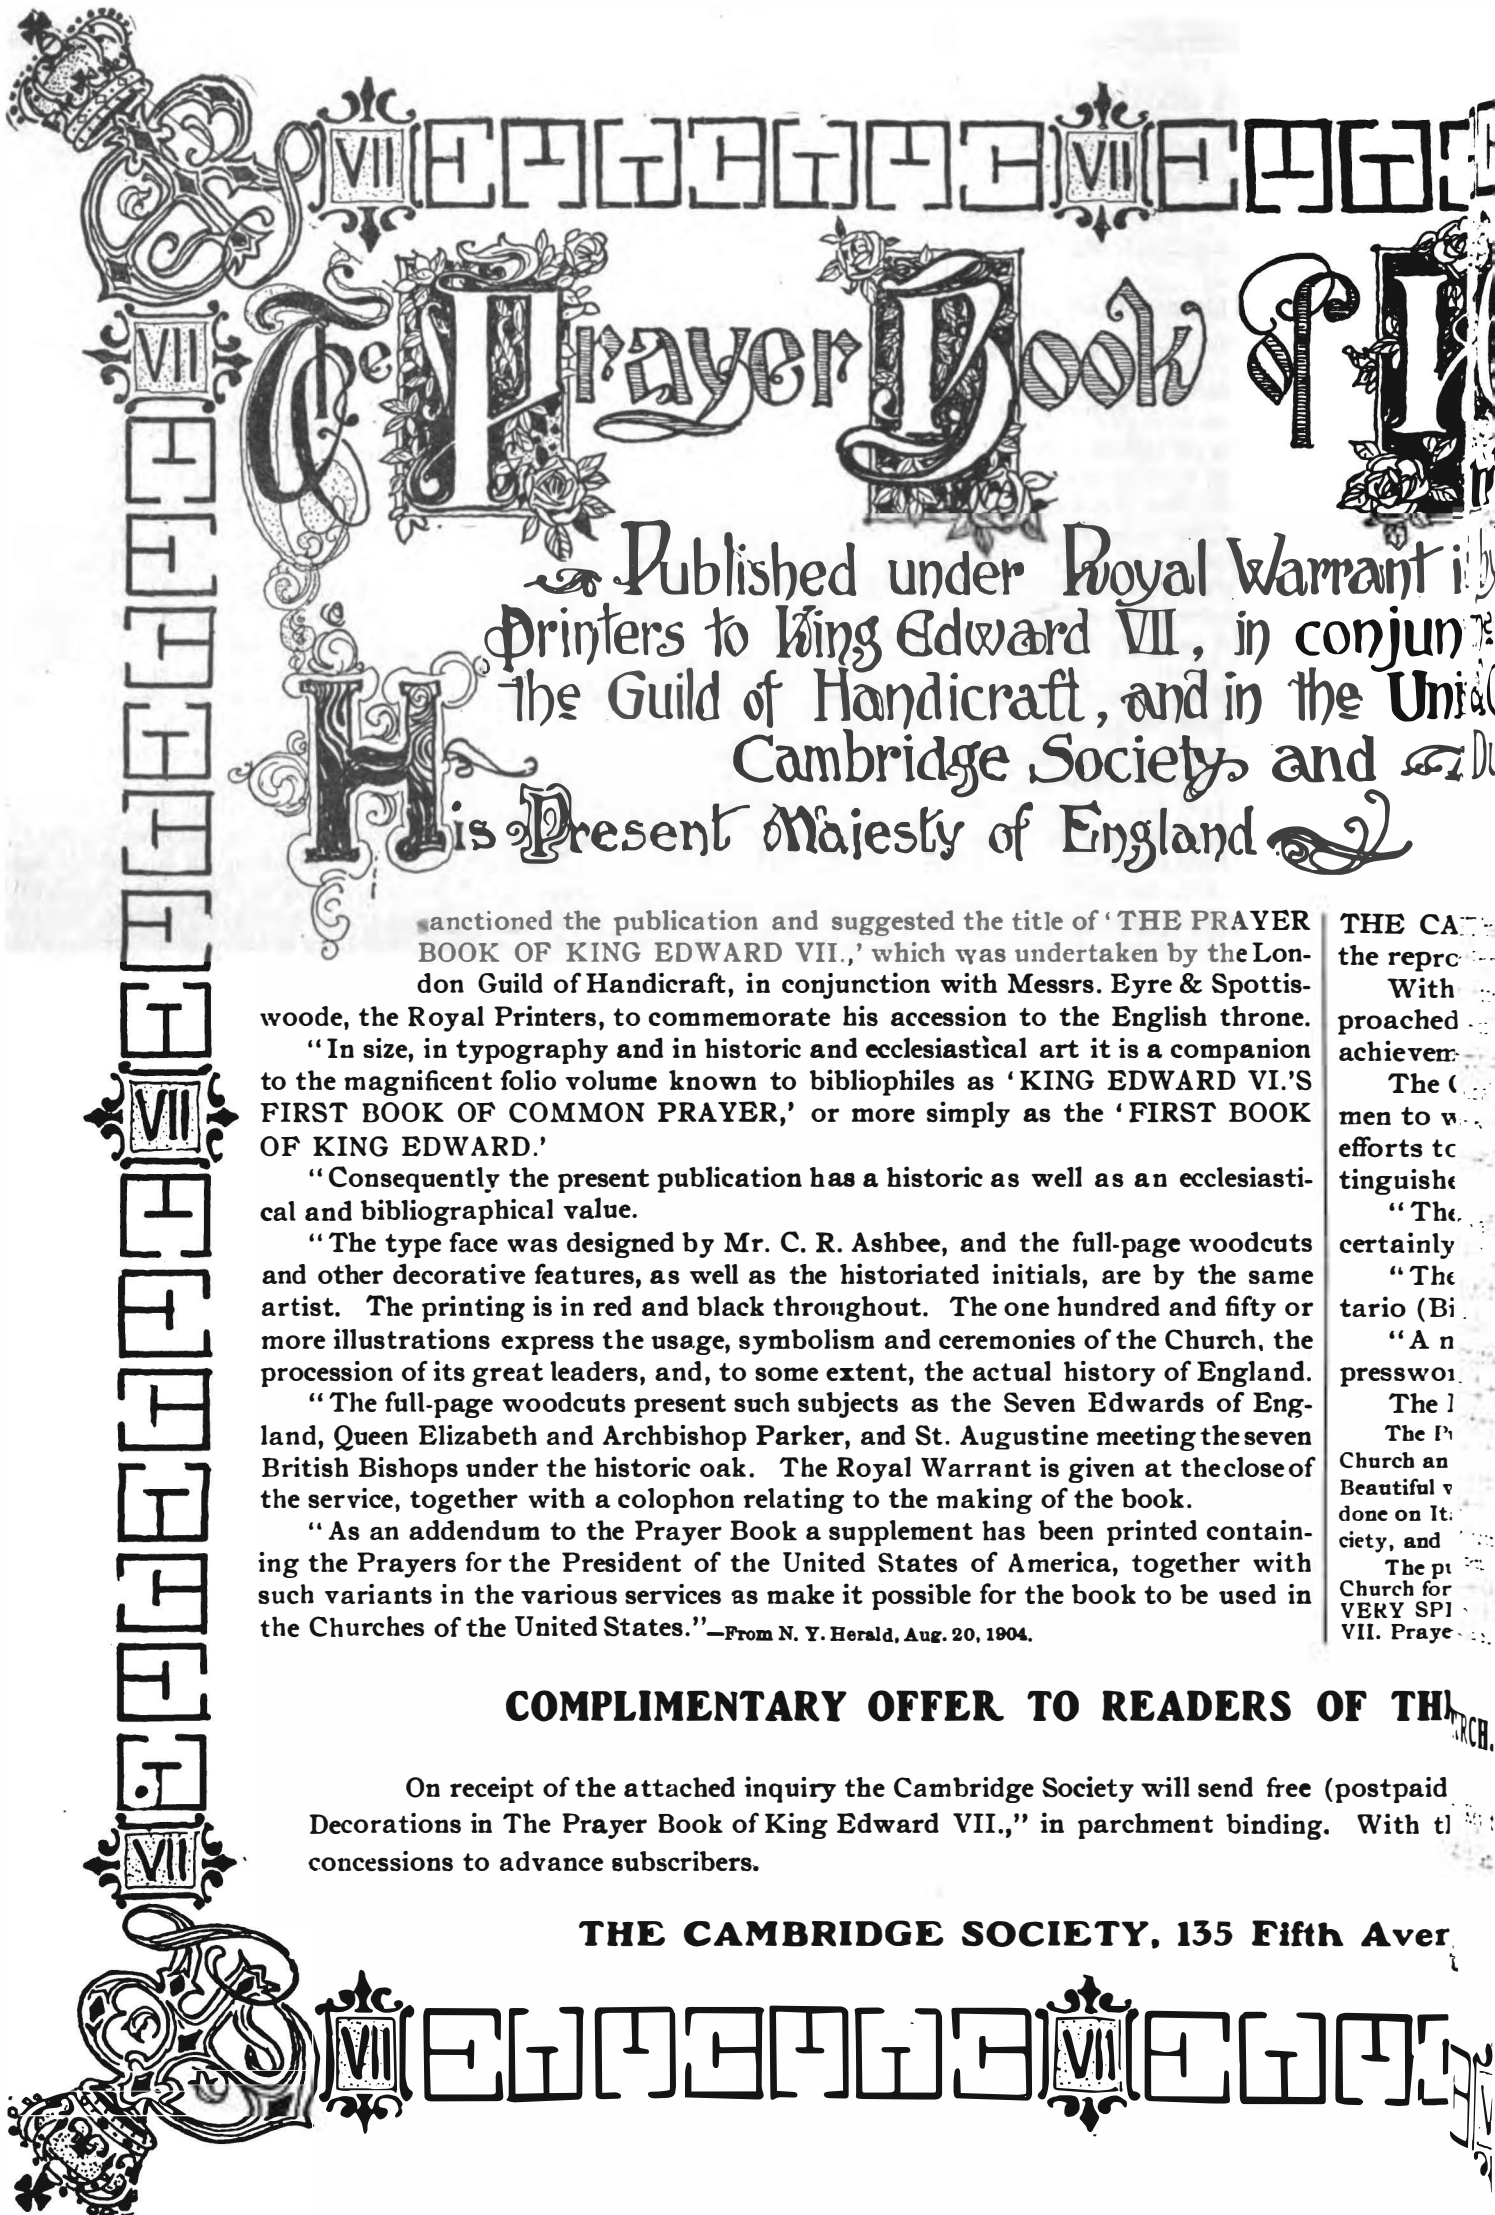 VII VII
The Prayer Book of
Published under Royal Warrant
Printers to King Edward VII, in
the Guild of Handicraft, and in the
Cambridge Society and
His Present Majesty of England
sanctioned the publication and suggested the title of ‘THE PRAYER
BOOK OF KING EDWARD VII.,’ which was undertaken by the Lon-
don Guild of Handicraft, in conjunction with Messrs. Eyre & Spottis-
woode, the Royal Printers, to commemorate his accession to the English throne.
“In size, in typography and in historic and ecclesiastical art it is a companion
to the magnificent folio volume known to bibliophiles as ‘KING EDWARD VI.’S
FIRST BOOK OF COMMON PRAYER,’ or more simply as the ‘FIRST BOOK
OF KING EDWARD.’
“Consequently the present publication has a historic as well as an ecclesiasti-
cal and bibliographical value.
“The type face was designed by Mr. C. R. Ashbee, and the full-page woodcuts
and other decorative features, as well as the historiated initials, are by the same
artist. The printing is in red and black throughout. The one hundred and fifty or
more illustrations express the usage, symbolism and ceremonies of the Church, the
procession of its great leaders, and, to some extent, the actual history of England.
“The full-page woodcuts present such subjects as the Seven Edwards of Eng-
land, Queen Elizabeth and Archbishop Parker, and St. Augustine meeting the seven
British Bishops under the historic oak. The Royal Warrant is given at the close of
the service, together with a colophon relating to the making of the book.
“As an addendum to the Prayer Book a supplement has been printed contain-
ing the Prayers for the President of the United States of America, together with
such variants in the various services as make it possible for the book to be used in
the Churches of the United States.”—From N. Y. Herald, Aug. 20, 1904.
THE
the
With
proached
The
men to
efforts
“The
certainly
“The
tario
“A
The
The
Church
Beautiful
done on
ciety, and
The
Church for
VERY
VII.
COMPLIMENTARY OFFER TO READERS OF
On receipt of the attached inquiry the Cambridge Society will send free (postpaid
Decorations in The Prayer Book of King Edward VII.,” in parchment binding. With
concessions to advance subscribers.
THE CAMBRIDGE SOCIETY, 135 Fifth
VII VII